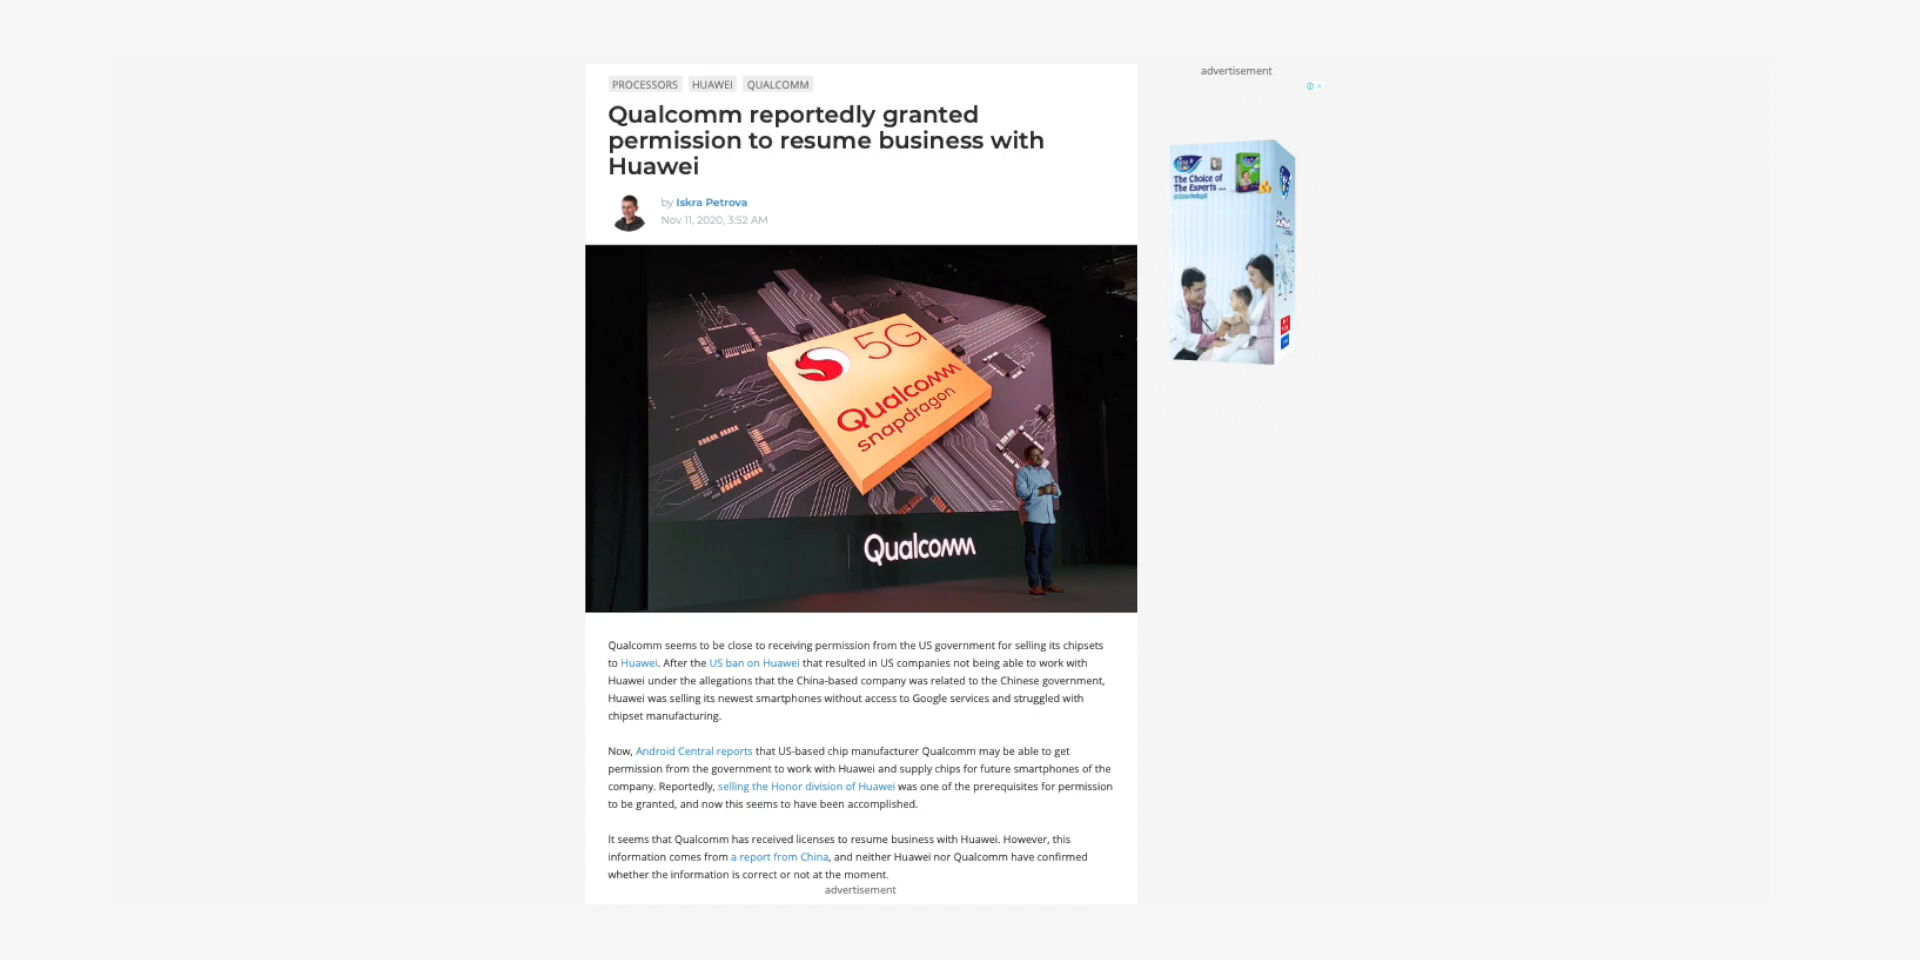 advertisement
PROCESSORS HUAWEI QUALCOMM
Qualcomm reportedly granted
permission to resume business with
Huawei
by Iskra Petrova
Nov 11, 2020, 3:52 AM
The Choice of
The Experts ...
5G
Qualcomm
snapdragon
Qualcomm
Qualcomm seems to be close to receiving permission from the US government for selling its chipsets
to Huawei. After the US ban on Huawei that resulted in US companies not being able to work with
Huawei under the allegations that the China-based company was related to the Chinese government,
Huawei was selling its newest smartphones without access to Google services and struggled with
chipset manufacturing.
Now, Android Central reports that US-based chip manufacturer Qualcomm may be able to get
permission from the government to work with Huawei and supply chips for future smartphones of the
company. Reportedly, selling the Honor division of Huawei was one of the prerequisites for permission
to be granted, and now this seems to have been accomplished.
It seems that Qualcomm has received licenses to resume business with Huawei. However, this
information comes from a report from China, and neither Huawei nor Qualcomm have confirmed
whether the information is correct or not at the moment.
advertisement